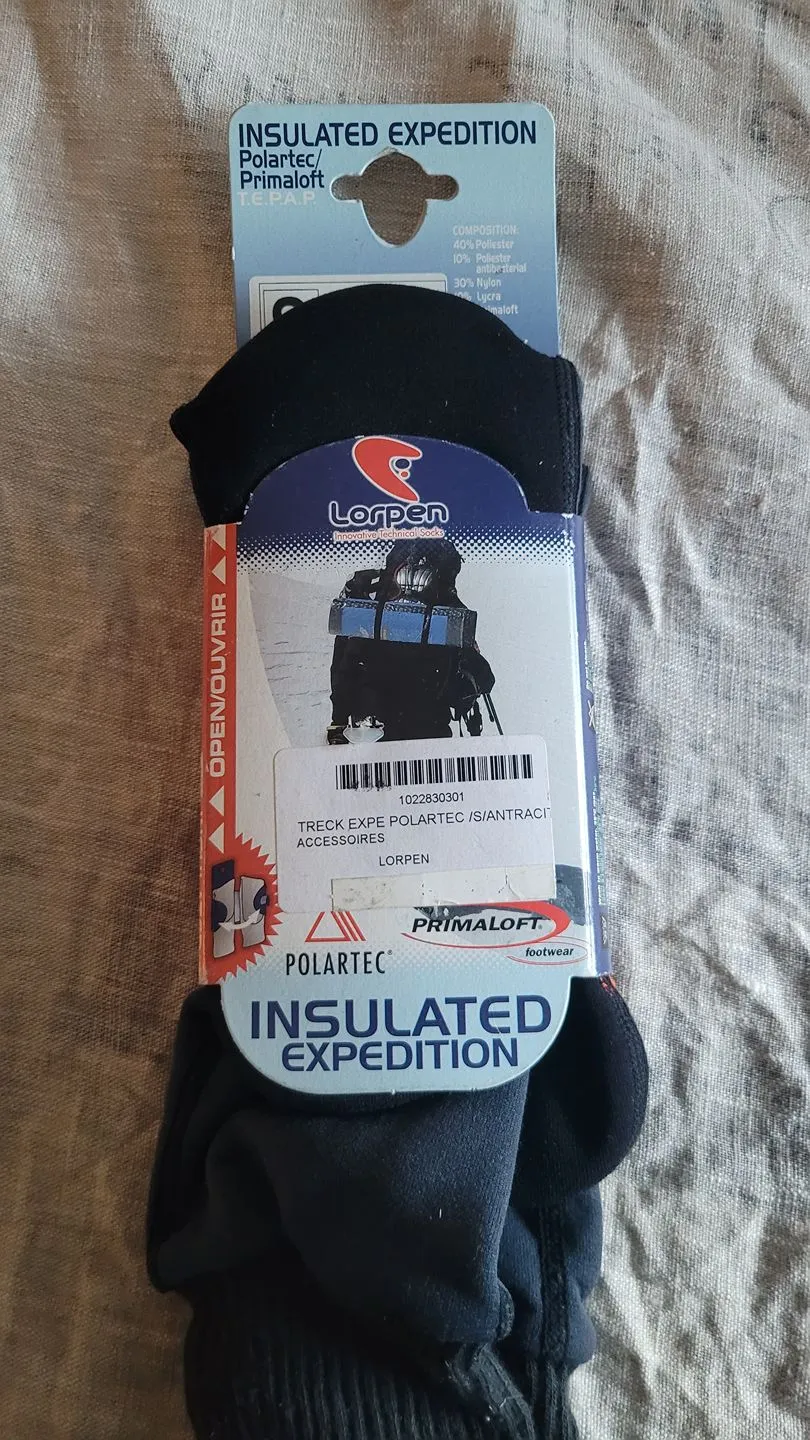 INSULATED EXPEDITION
Polartec/
Primaloft
T.E.P.A.P.
COMPOSITION:
40% Poliester
10% Poliester
antibacterial
30% Nylon
Lycra
Lorpen
Innovative Technical Socks
OPEN/OUVRIR
1022830301
TRECK EXPE POLARTEC /S/ANTRACIT
ACCESSOIRES
LORPEN
POLARTEC®
PRIMALOFT®
footwear
INSULATED
EXPEDITION